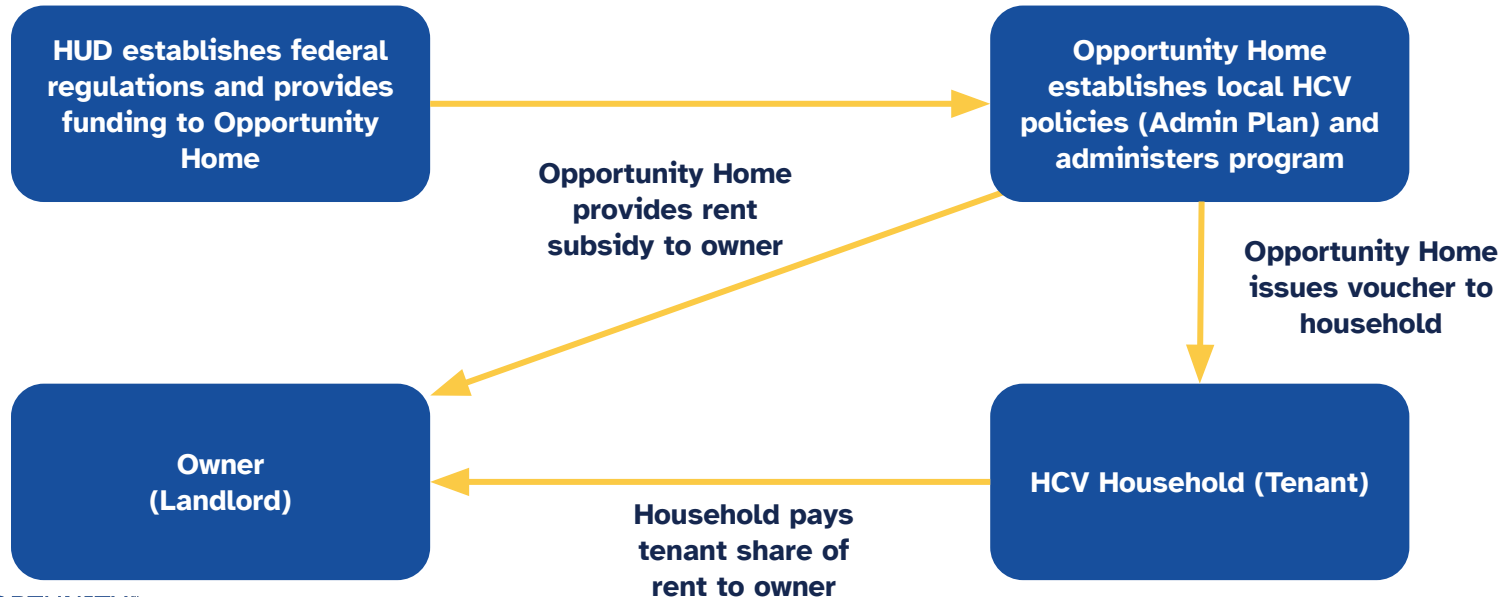 HUD establishes federal
regulations and provides
funding to Opportunity
Home
Opportunity Home
establishes local HCV
policies (Admin Plan) and
administers program
Opportunity Home
provides rent
subsidy to owner
Opportunity Home
issues voucher to
household
Owner
(Landlord)
HCV Household (Tenant)
Household pays
tenant share of
rent to owner